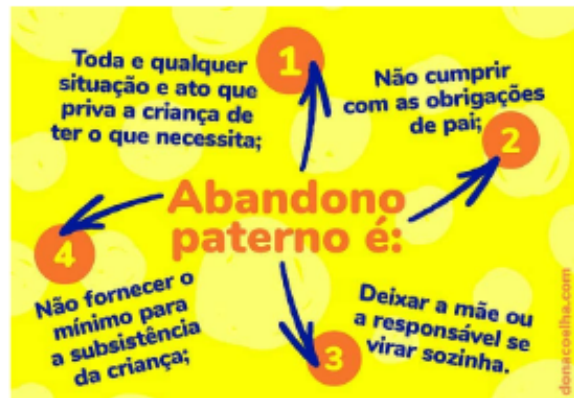 Toda e qualquer
situação e ato que
priva a criança de
ter o que necessita;
1
Não cumprir
com as obrigações
de pai;
2
Abandono
paterno é:
4
Não fornecer o
mínimo para
a subsistência
da criança;
3
Deixar a mãe ou
a responsável se
virar sozinha.
donacoelha.com